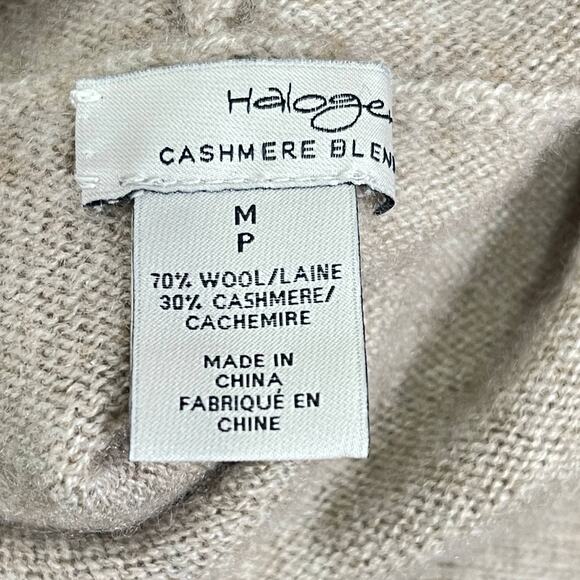 Haloge
CASHMERE BLEN
M
P
70% WOOL/LAINE
30% CASHMERE/
CACHEMIRE
MADE IN
CHINA
FABRIQUÉ EN
CHINE